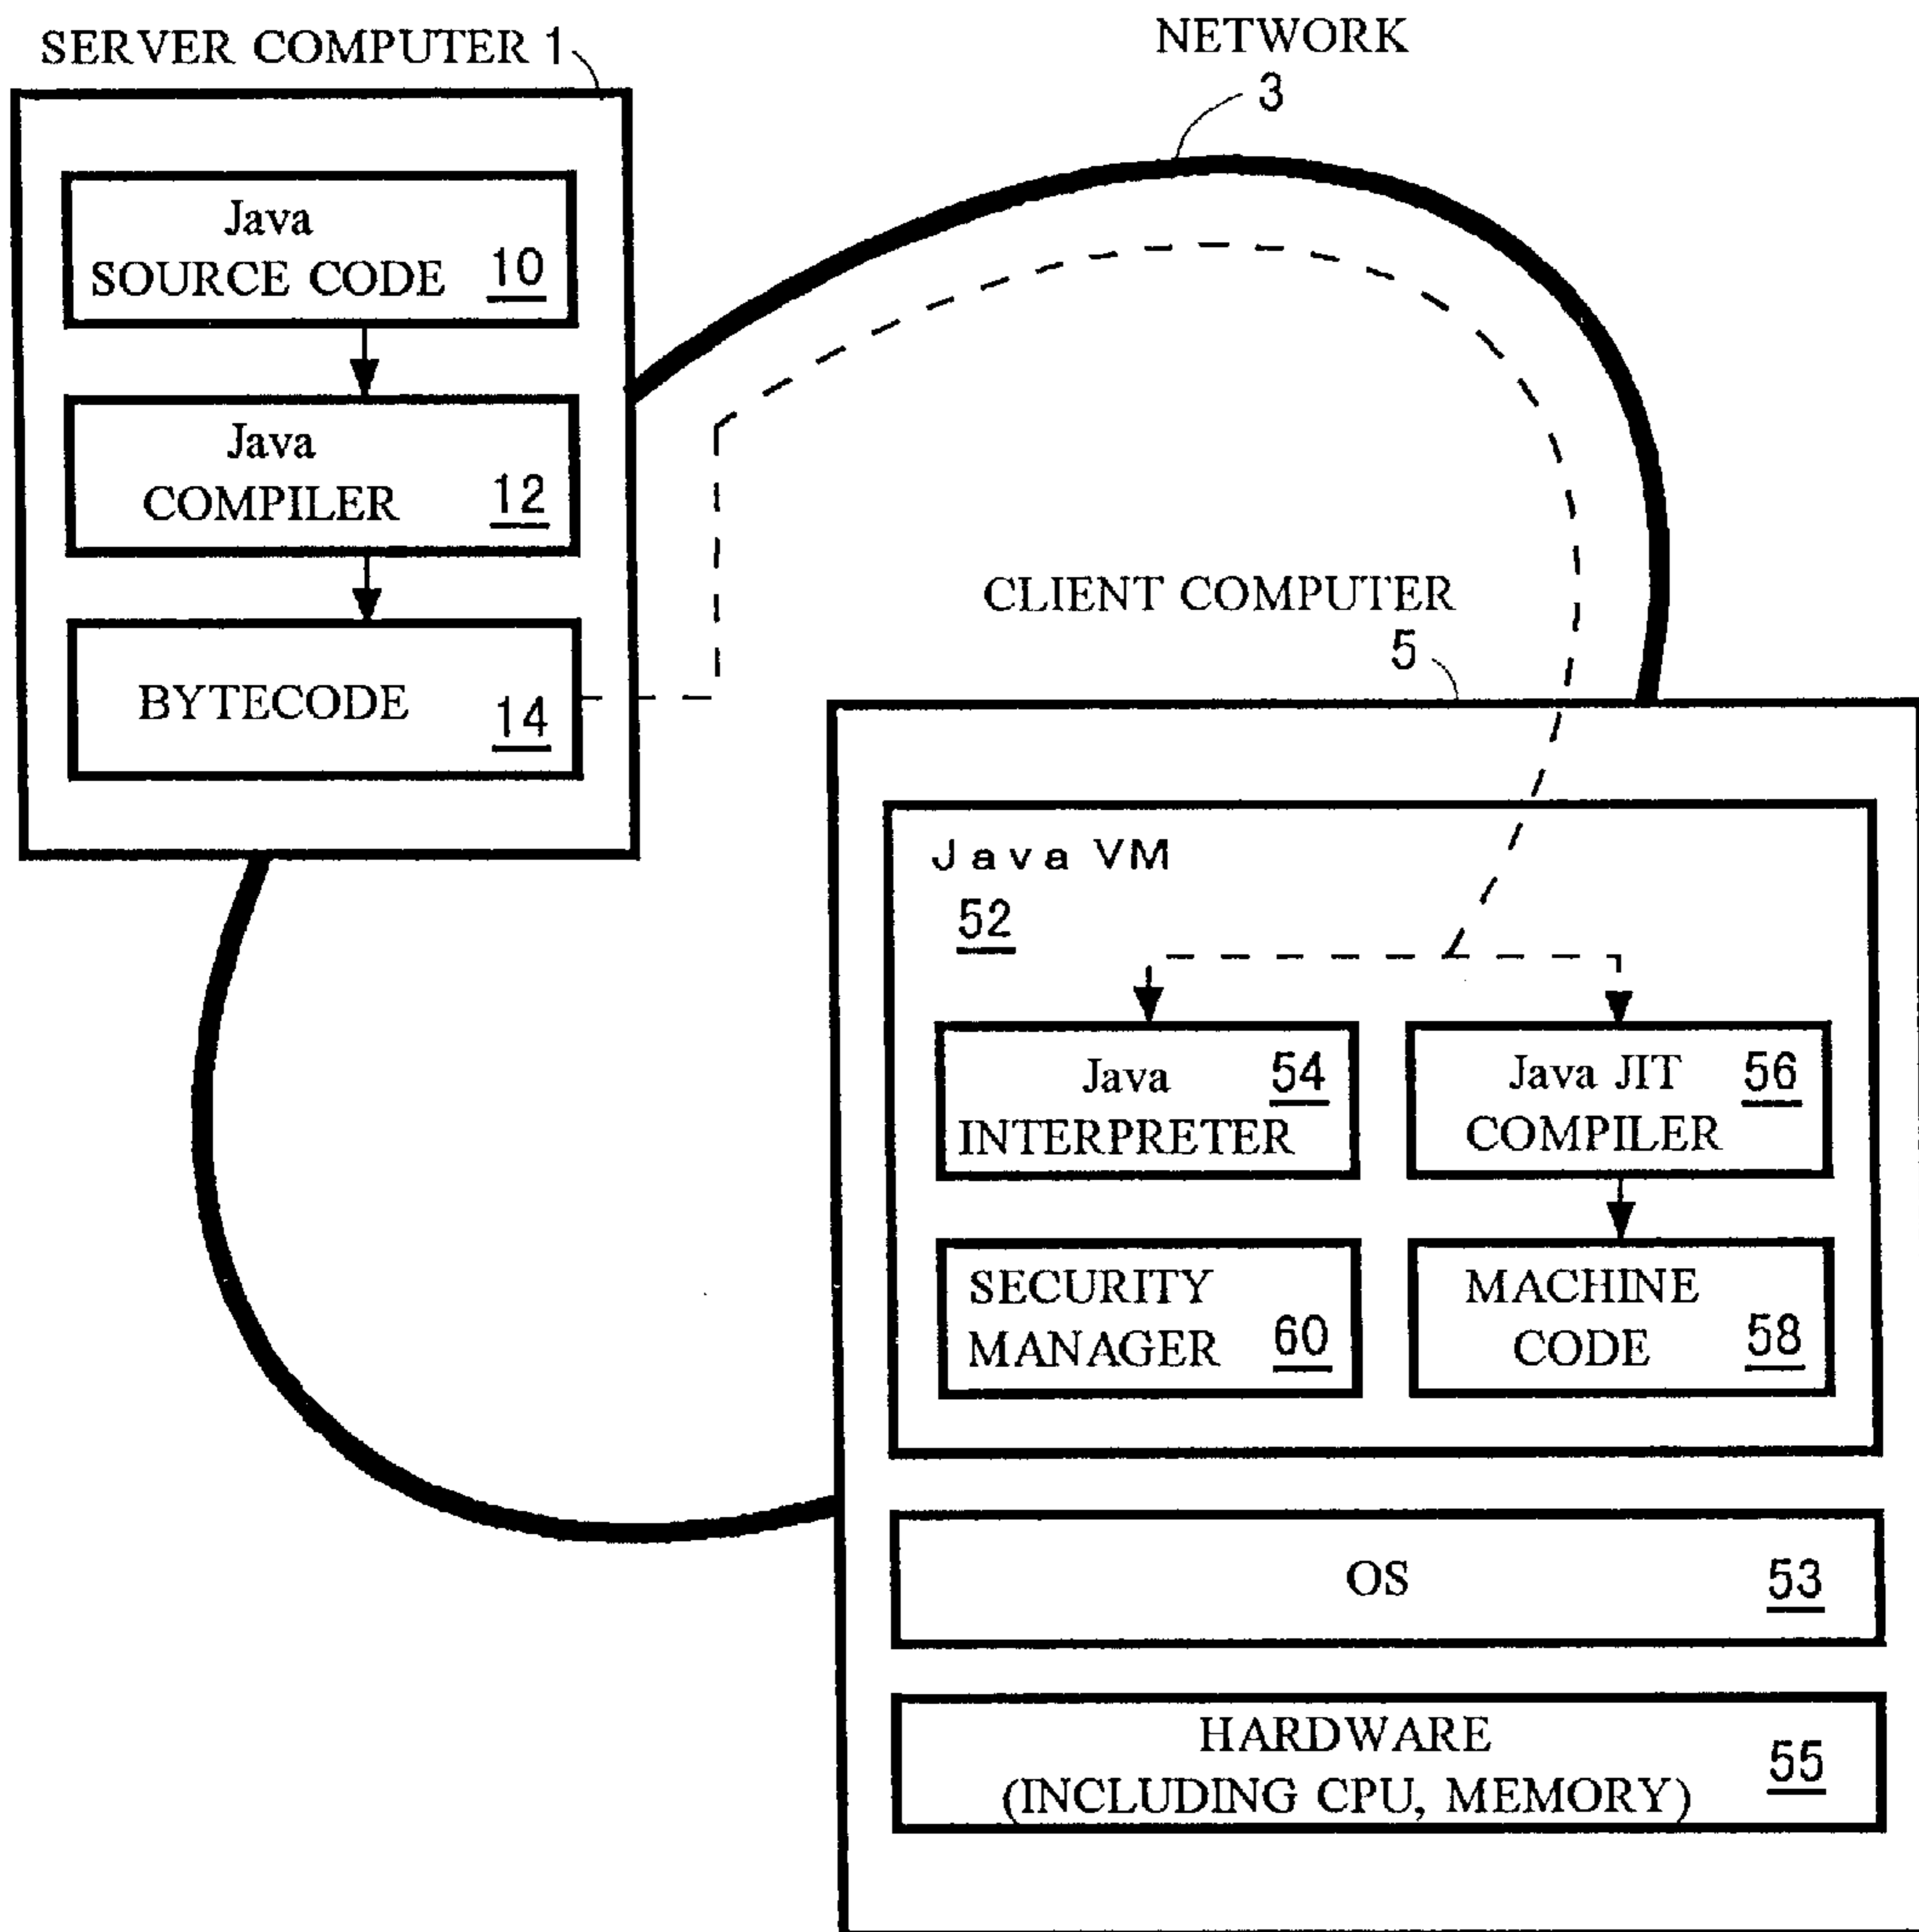 SERVER COMPUTER 1
NETWORK
3
Java
SOURCE CODE 10
Java
COMPILER 12
BYTECODE 14
CLIENT COMPUTER
5
Java VM
52
Java 54
INTERPRETER
Java JIT 56
COMPILER
SECURITY
MANAGER 60
MACHINE
CODE 58
OS 53
HARDWARE
(INCLUDING CPU, MEMORY) 55